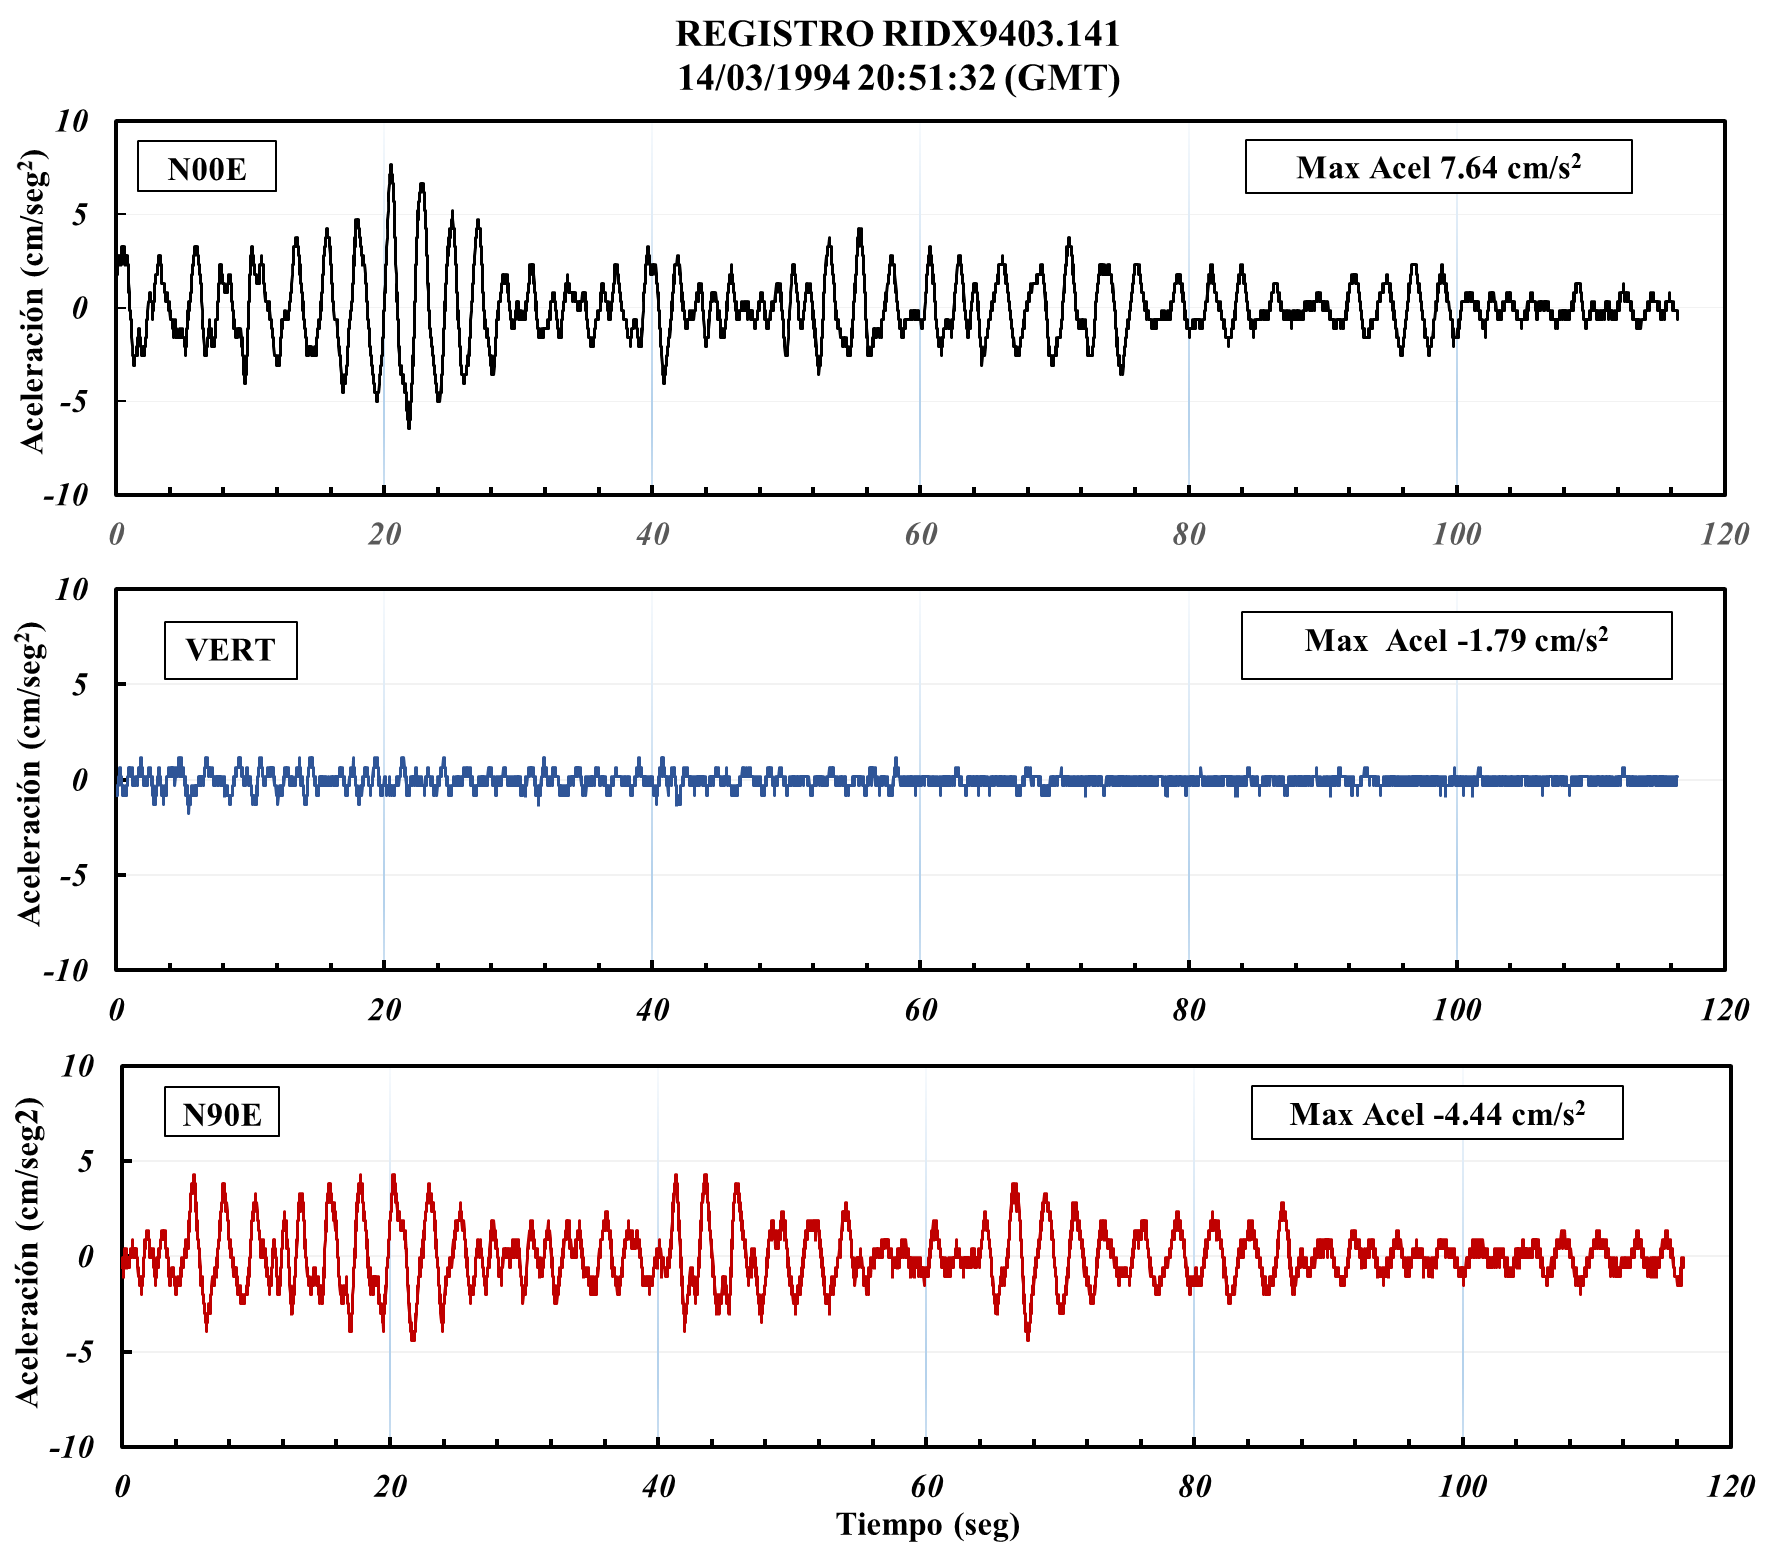 REGISTRO RIDX9403.141
14/03/1994 20:51:32 (GMT)
Aceleración (cm/seg²)
10
5
0
-5
-10
N00E
Max Acel 7.64 cm/s²
0 20 40 60 80 100 120
Aceleración (cm/seg²)
10
5
0
-5
-10
VERT
Max Acel -1.79 cm/s²
0 20 40 60 80 100 120
Aceleración (cm/seg2)
10
5
0
-5
-10
N90E
Max Acel -4.44 cm/s²
0 20 40 60 80 100 120
Tiempo (seg)